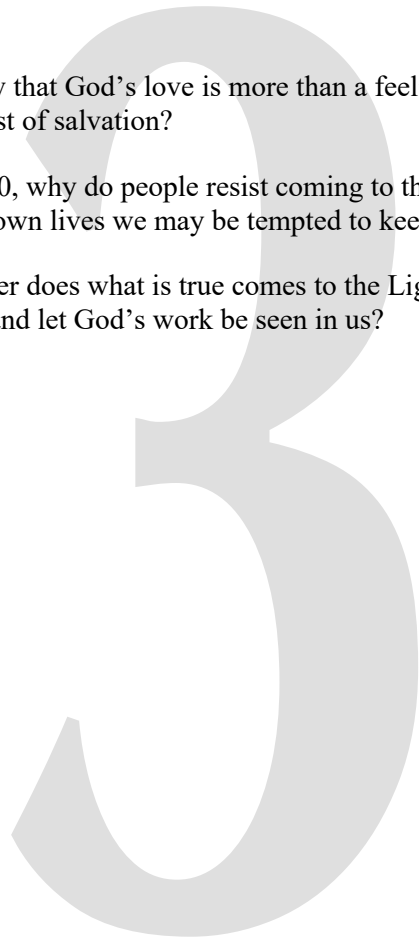 that God's love is more than a feel
st of salvation?
0, why do people resist coming to th
own lives we may be tempted to kee
er does what is true comes to the Lig
nd let God's work be seen in us?
3